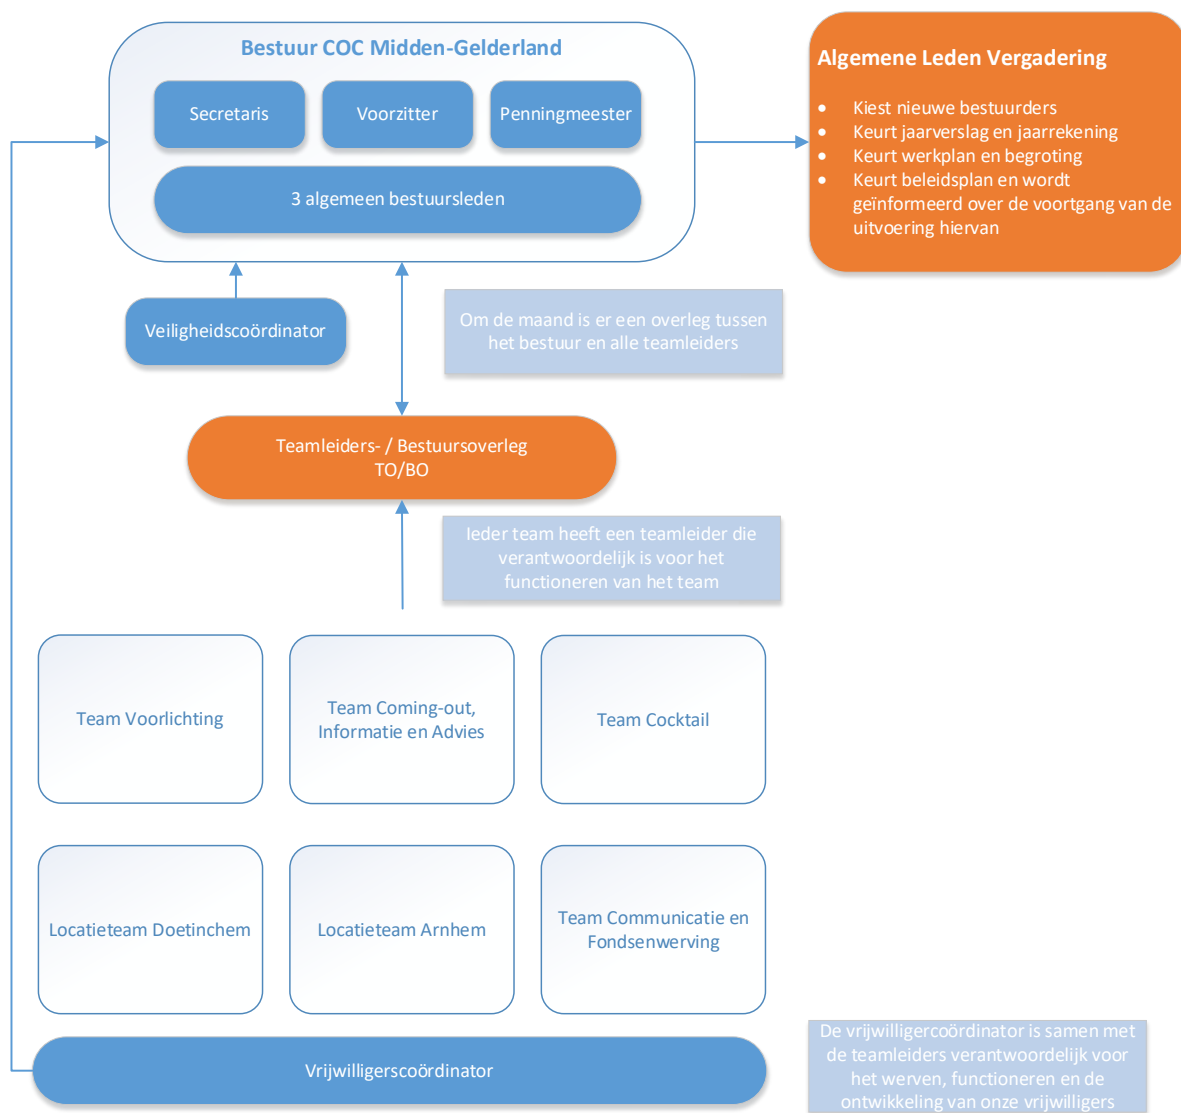 Bestuur COC Midden-Gelderland
Secretaris
Voorzitter
Penningmeester
3 algemeen bestuursleden
Algemene Leden Vergadering
• Kiest nieuwe bestuurders
• Keurt jaarverslag en jaarrekening
• Keurt werkplan en begroting
• Keurt beleidsplan en wordt
geïnformeerd over de voortgang van de
uitvoering hiervan
Veiligheidscoördinator
Om de maand is er een overleg tussen
het bestuur en alle teamleiders
Teamleiders- / Bestuursoverleg
TO/BO
Ieder team heeft een teamleider die
verantwoordelijk is voor het
functioneren van het team
Team Voorlichting
Team Coming-out,
Informatie en Advies
Team Cocktail
Locatieteam Doetinchem
Locatieteam Arnhem
Team Communicatie en
Fondsenwerving
Vrijwilligerscoördinator
De vrijwilligercoördinator is samen met
de teamleiders verantwoordelijk voor
het werven, functioneren en de
ontwikkeling van onze vrijwilligers